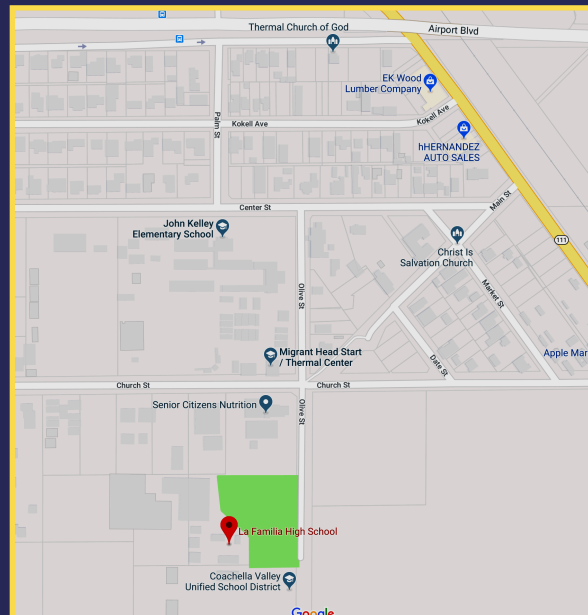 Thermal Church of God
Airport Blvd
EK Wood
Lumber Company
Kokell Ave
Palm St
Kokell Ave
hHERNANDEZ
AUTO SALES
Center St
Main St
John Kelley
Elementary School
Christ Is
Salvation Church
111
Olive St
Market St
Migrant Head Start
/ Thermal Center
Date St
Apple Mar
Church St
Church St
Senior Citizens Nutrition
Olive St
La Familia High School
Coachella Valley
Unified School District
Google